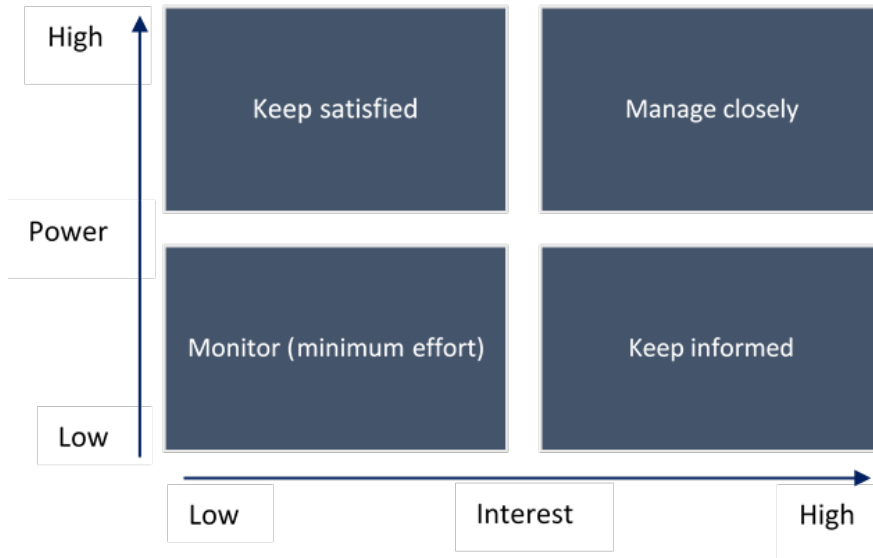 High
Keep satisfied
Manage closely
Power
Monitor (minimum effort)
Keep informed
Low
Low
Interest
High